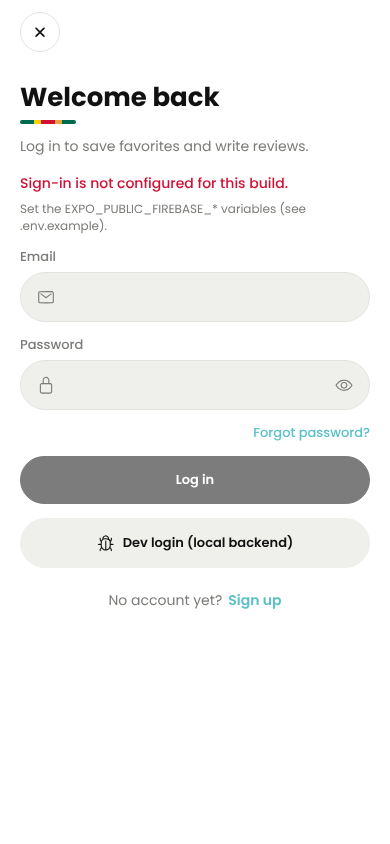 Welcome back
Log in to save favorites and write reviews.
Sign-in is not configured for this build.
Set the EXPO_PUBLIC_FIREBASE_* variables (see
.env.example).
Email
Password
Forgot password?
Log in
Dev login (local backend)
No account yet? Sign up